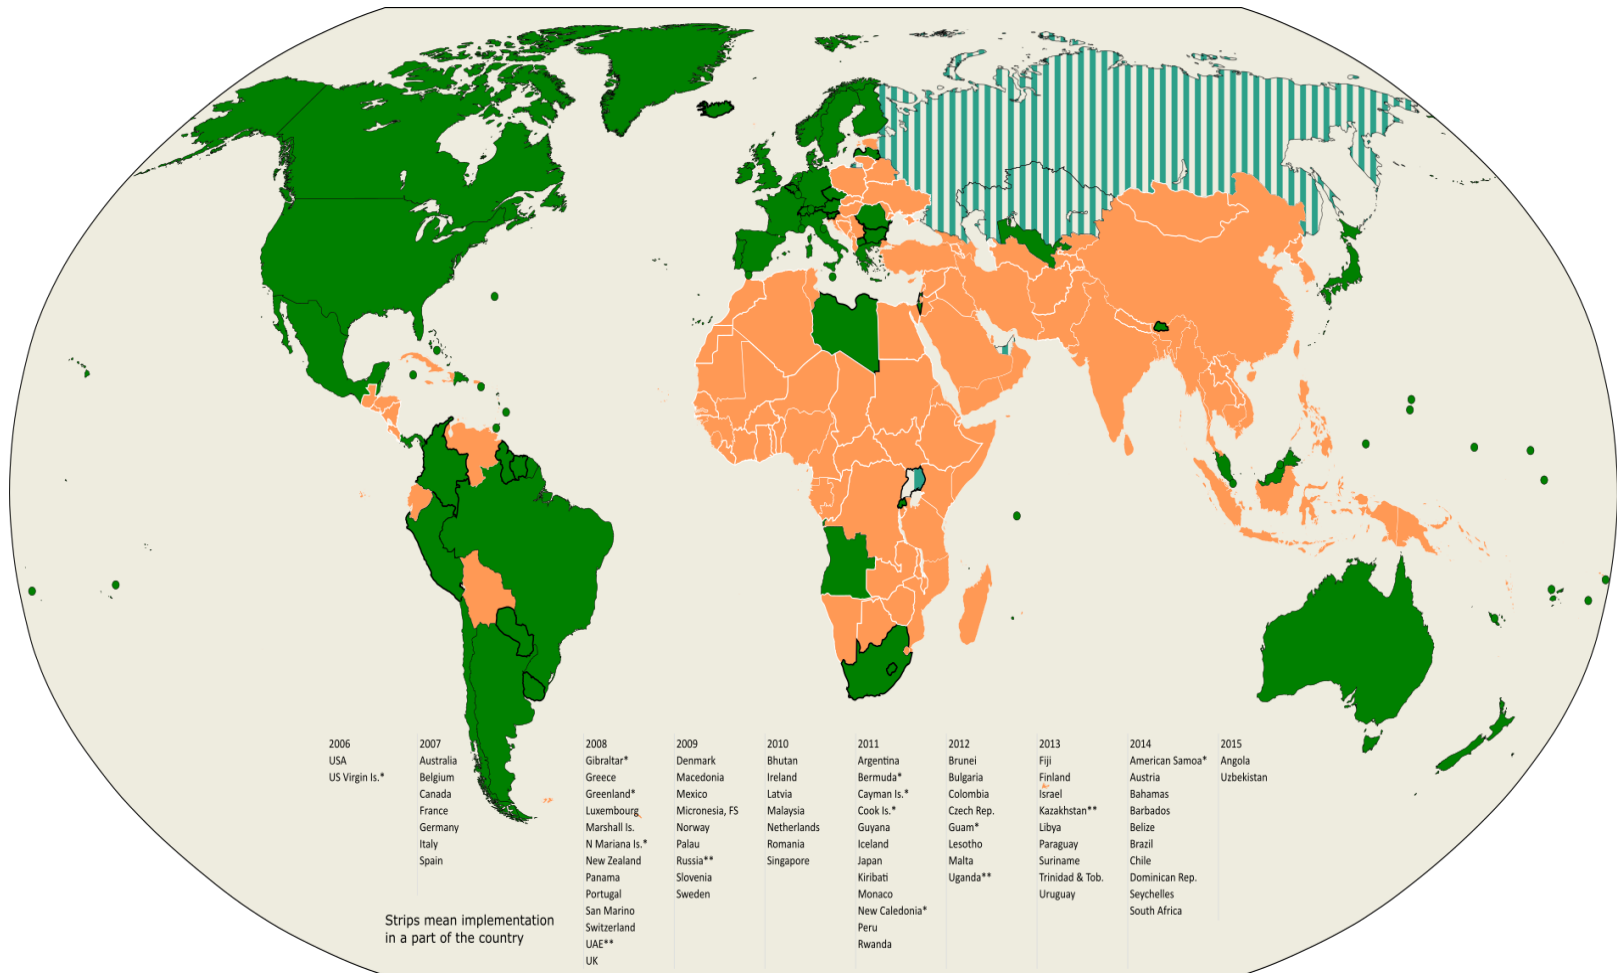 2006
USA
US Virgin Is.*
2007
Australia
Belgium
Canada
France
Germany
Italy
Spain
2008
Gibraltar*
Greece
Greenland*
Luxembourg
Marshall Is.
N Mariana Is.*
New Zealand
Panama
Portugal
San Marino
Switzerland
UAE**
UK
2009
Denmark
Macedonia
Mexico
Micronesia, FS
Norway
Palau
Russia**
Slovenia
Sweden
2010
Bhutan
Ireland
Latvia
Malaysia
Netherlands
Romania
Singapore
2011
Argentina
Bermuda*
Cayman Is.*
Cook Is.*
Guyana
Iceland
Japan
Kiribati
Monaco
New Caledonia*
Peru
Rwanda
2012
Brunei
Bulgaria
Colombia
Czech Rep.
Guam*
Lesotho
Malta
Uganda**
2013
Fiji
Finland
Israel
Kazakhstan**
Libya
Paraguay
Suriname
Trinidad & Tob.
Uruguay
2014
American Samoa*
Austria
Bahamas
Barbados
Belize
Brazil
Chile
Dominican Rep.
Seychelles
South Africa
2015
Angola
Uzbekistan
Strips mean implementation
in a part of the country